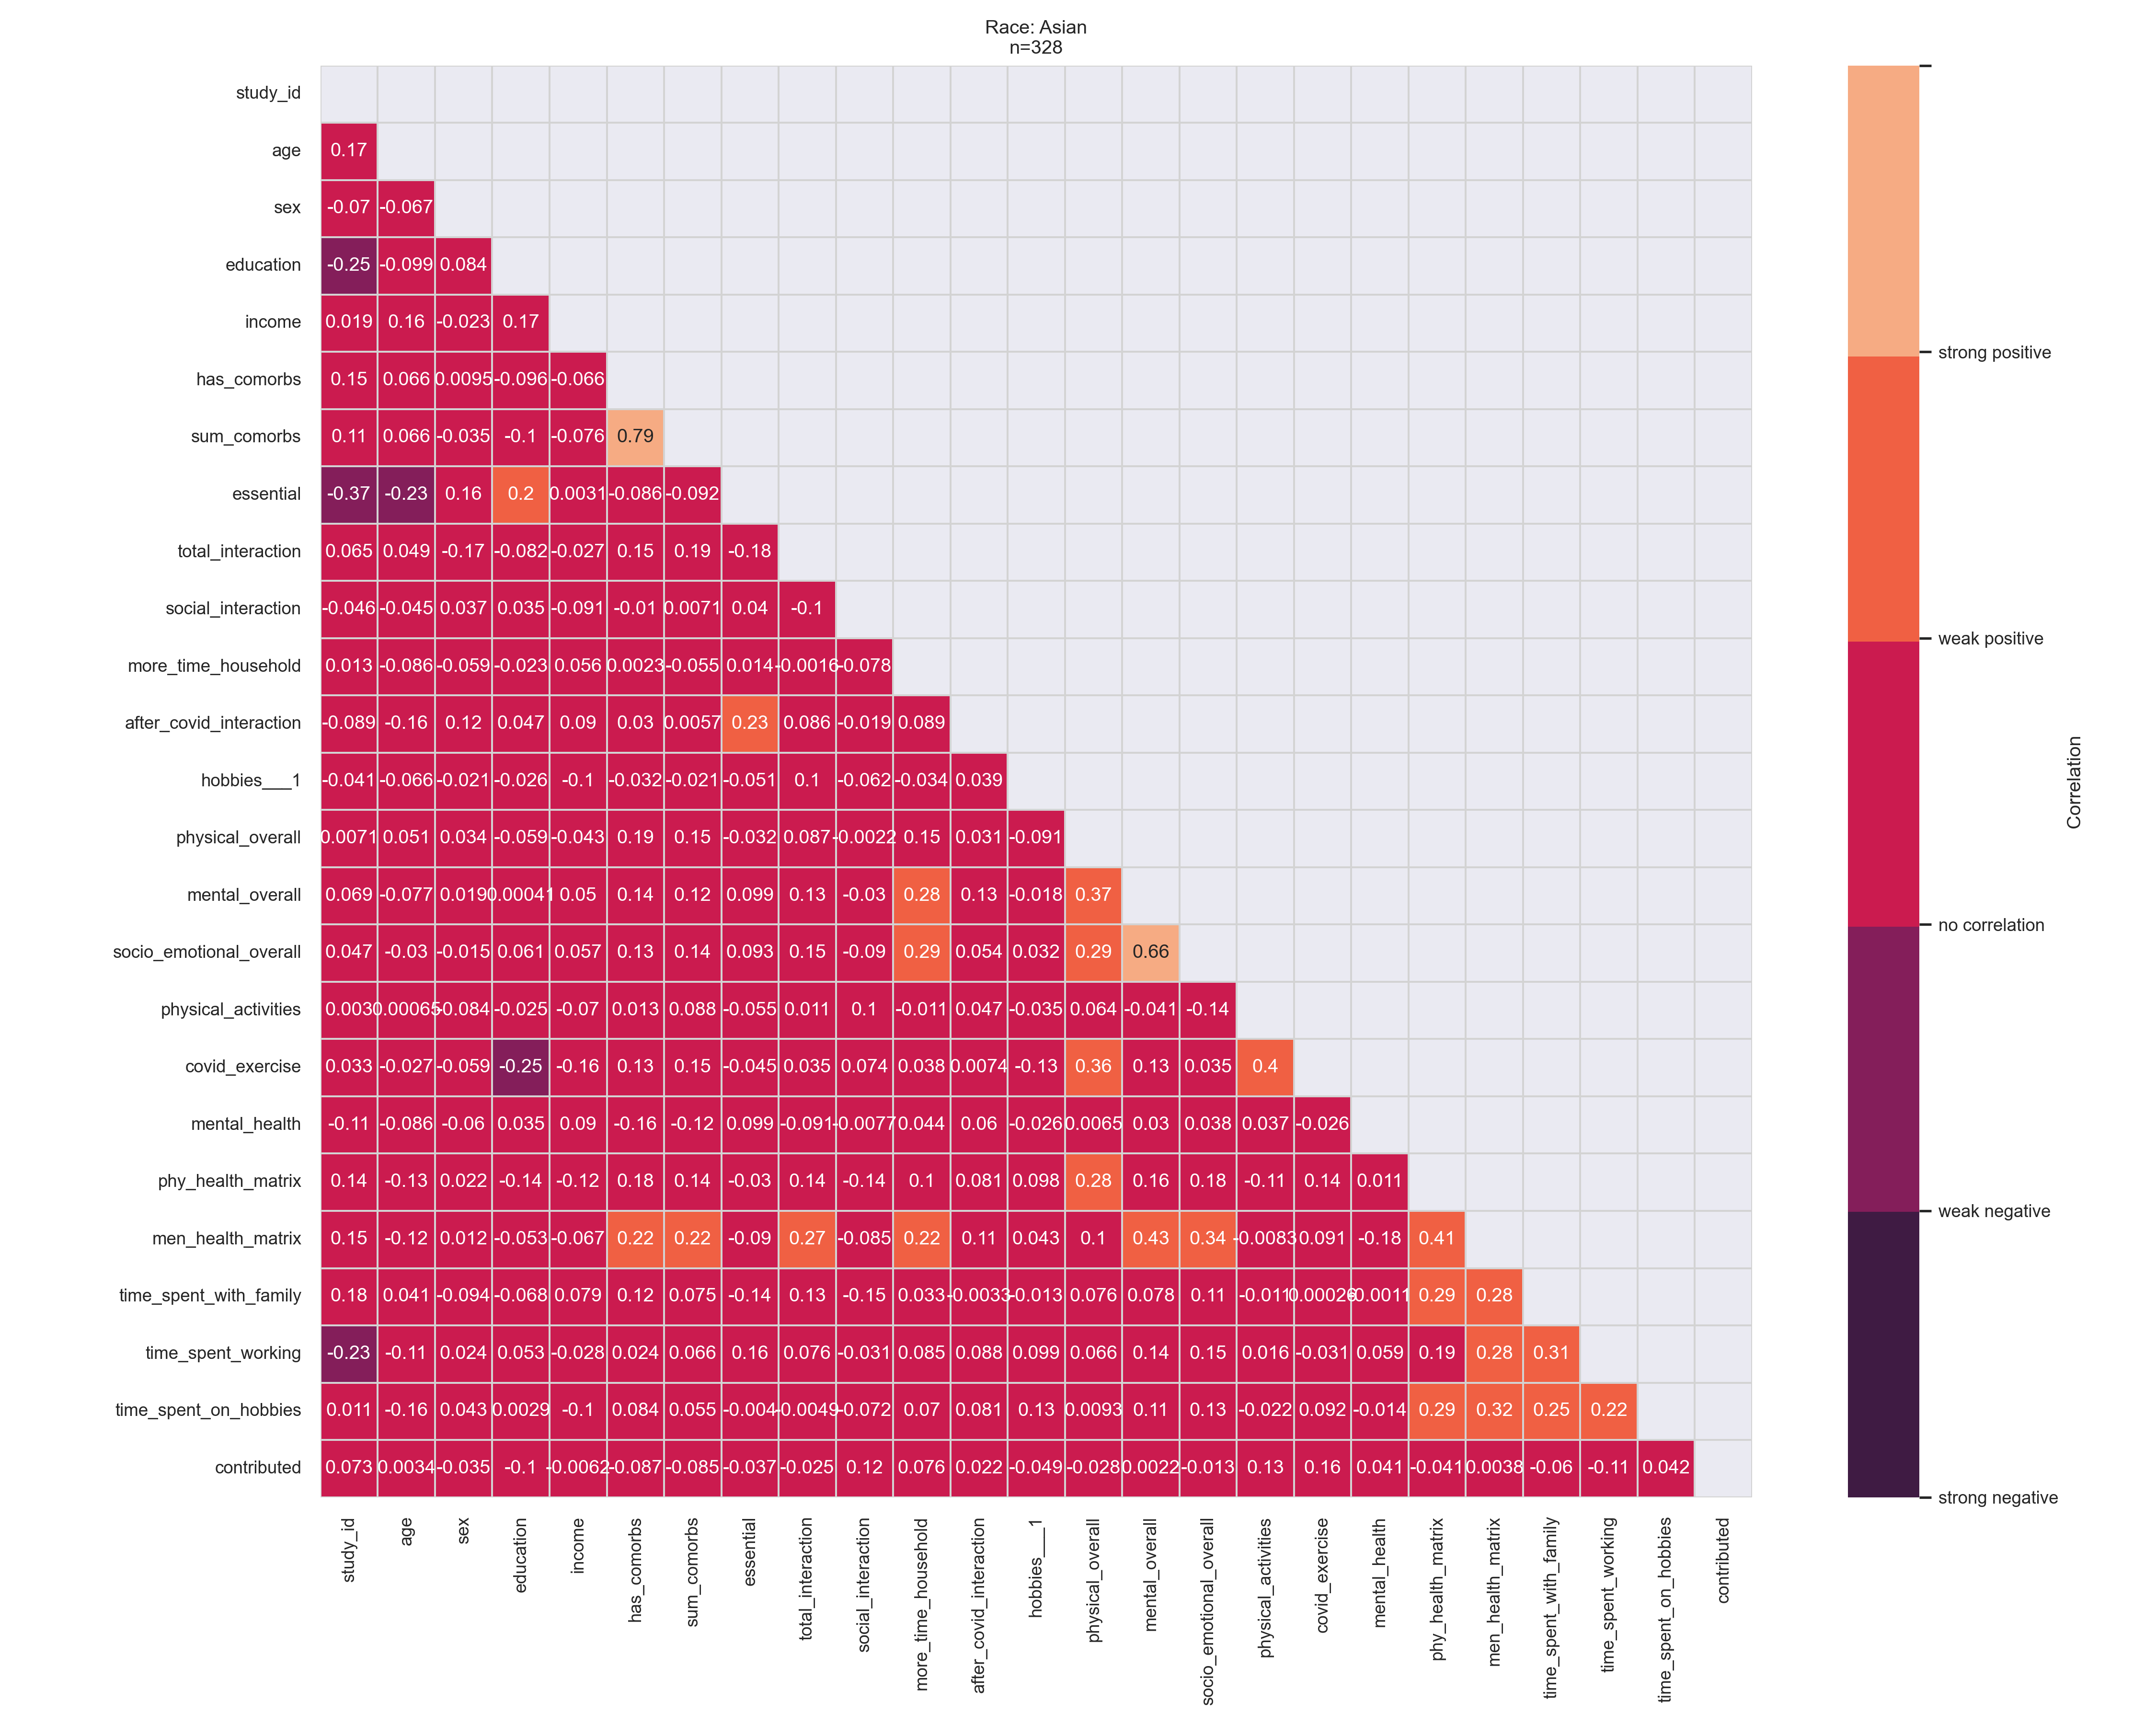 Race: Asian
n=328
study_id
age 0.17
sex -0.07 -0.067
education -0.25 -0.099 0.084
income 0.019 0.16 -0.023 0.17
has_comorbs 0.15 0.066 0.0095 -0.096 -0.066
sum_comorbs 0.11 0.066 -0.035 -0.1 -0.076 0.79
essential -0.37 -0.23 0.16 0.2 0.0031 -0.086 -0.092
total_interaction 0.065 0.049 -0.17 -0.082 -0.027 0.15 0.19 -0.18
social_interaction -0.046 -0.045 0.037 0.035 -0.091 -0.01 0.0071 0.04 -0.1
more_time_household 0.013 -0.086 -0.059 -0.023 0.056 0.0023 -0.055 0.014 -0.0016 -0.078
after_covid_interaction -0.089 -0.16 0.12 0.047 0.09 0.03 0.0057 0.23 0.086 -0.019 0.089
hobbies___1 -0.041 -0.066 -0.021 -0.026 -0.1 -0.032 -0.021 -0.051 0.1 -0.062 -0.034 0.039
physical_overall 0.0071 0.051 0.034 -0.059 -0.043 0.19 0.15 -0.032 0.087 -0.0022 0.15 0.031 -0.091
mental_overall 0.069 -0.077 0.019 0.05 0.14 0.12 0.099 0.13 -0.03 0.28 0.13 -0.018 0.37
socio_emotional_overall 0.047 -0.03 -0.015 0.061 0.057 0.13 0.14 0.093 0.15 -0.09 0.29 0.054 0.032 0.29 0.66
physical_activities -0.084 -0.025 -0.07 0.013 0.088 -0.055 0.011 0.1 -0.011 0.047 -0.035 0.064 -0.041 -0.14
covid_exercise 0.033 -0.027 -0.059 -0.25 -0.16 0.13 0.15 -0.045 0.035 0.074 0.038 0.0074 -0.13 0.36 0.13 0.035 0.4
mental_health -0.11 -0.086 -0.06 0.035 0.09 -0.16 -0.12 0.099 -0.091 -0.0077 0.044 0.06 -0.026 0.0065 0.03 0.038 0.037 -0.026
phy_health_matrix 0.14 -0.13 0.022 -0.14 -0.12 0.18 0.14 -0.03 0.14 -0.14 0.1 0.081 0.098 0.28 0.16 0.18 -0.11 0.14 0.011
men_health_matrix 0.15 -0.12 0.012 -0.053 -0.067 0.22 0.22 -0.09 0.27 -0.085 0.22 0.11 0.043 0.1 0.43 0.34 -0.0083 0.091 -0.18 0.41
time_spent_with_family 0.18 0.041 -0.094 -0.068 0.079 0.12 0.075 -0.14 0.13 -0.15 0.033 -0.0033 -0.013 0.076 0.078 0.11 -0.011 0.29 0.28
time_spent_working -0.23 -0.11 0.024 0.053 -0.028 0.024 0.066 0.16 0.076 -0.031 0.085 0.088 0.099 0.066 0.14 0.15 0.016 -0.031 0.059 0.19 0.28 0.31
time_spent_on_hobbies 0.011 -0.16 0.043 0.0029 -0.1 0.084 0.055 -0.004 -0.0049 -0.072 0.07 0.081 0.13 0.0093 0.11 0.13 -0.022 0.092 -0.014 0.29 0.32 0.25 0.22
contributed 0.073 0.0034 -0.035 -0.1 -0.0062 -0.087 -0.085 -0.037 -0.025 0.12 0.076 0.022 -0.049 -0.028 0.0022 -0.013 0.13 0.16 0.041 -0.041 0.0038 -0.06 -0.11 0.042
study_id
age
sex
education
income
has_comorbs
sum_comorbs
essential
total_interaction
social_interaction
more_time_household
after_covid_interaction
hobbies___1
physical_overall
mental_overall
socio_emotional_overall
physical_activities
covid_exercise
mental_health
phy_health_matrix
men_health_matrix
time_spent_with_family
time_spent_working
time_spent_on_hobbies
contributed
strong positive
weak positive
no correlation
weak negative
strong negative
Correlation